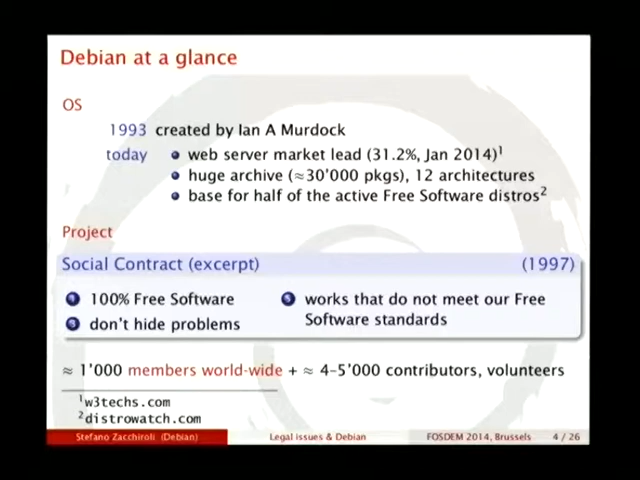 Debian at a glance
OS
1993 created by Ian A Murdock
today • web server market lead (31.2%, Jan 2014)¹
• huge archive (≈30'000 pkgs), 12 architectures
• base for half of the active Free Software distros²
Project
Social Contract (excerpt) (1997)
100% Free Software
don't hide problems
works that do not meet our Free
Software standards
≈ 1'000 members world-wide + ≈ 4–5'000 contributors, volunteers
¹w3techs.com
²distrowatch.com
Stefano Zacchiroli (Debian) Legal issues & Debian FOSDEM 2014, Brussels 4 / 26